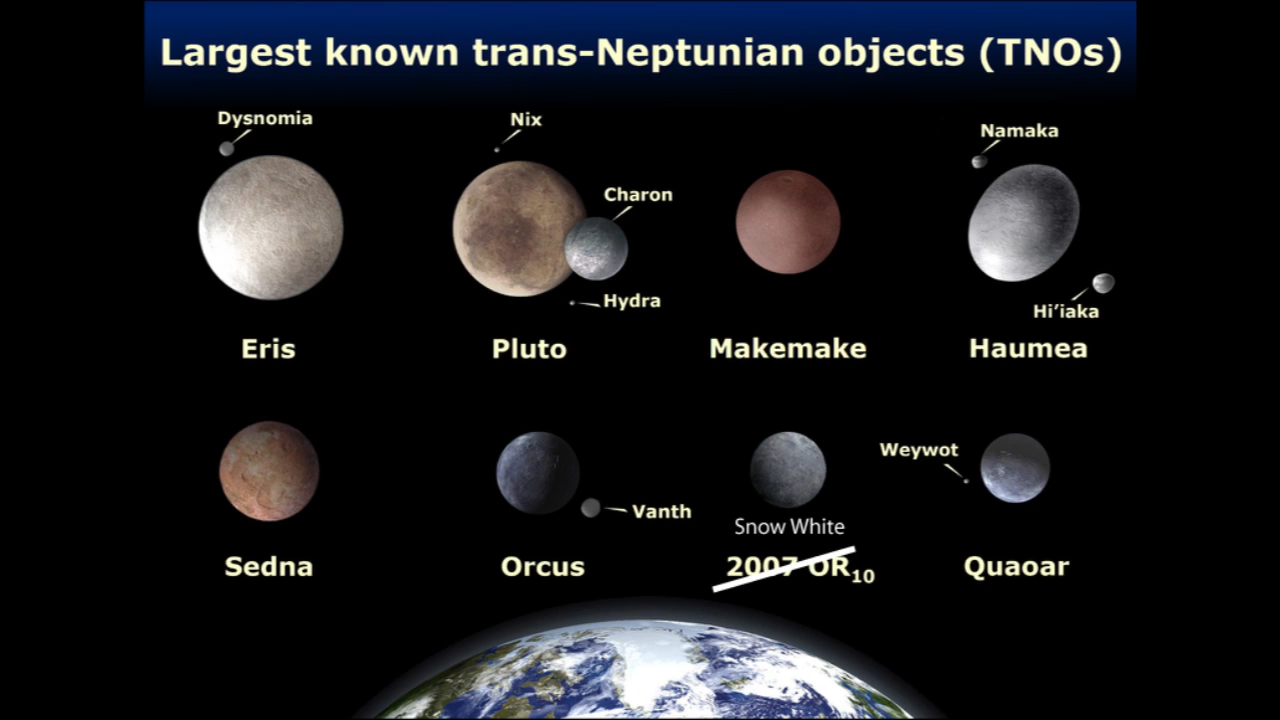 Largest known trans-Neptunian objects (TNOs)
Dysnomia
Nix
Namaka
Charon
Hydra
Hi’iaka
Eris
Pluto
Makemake
Haumea
Weywot
Vanth
Snow White
Sedna
Orcus
2007 OR10
Quaoar